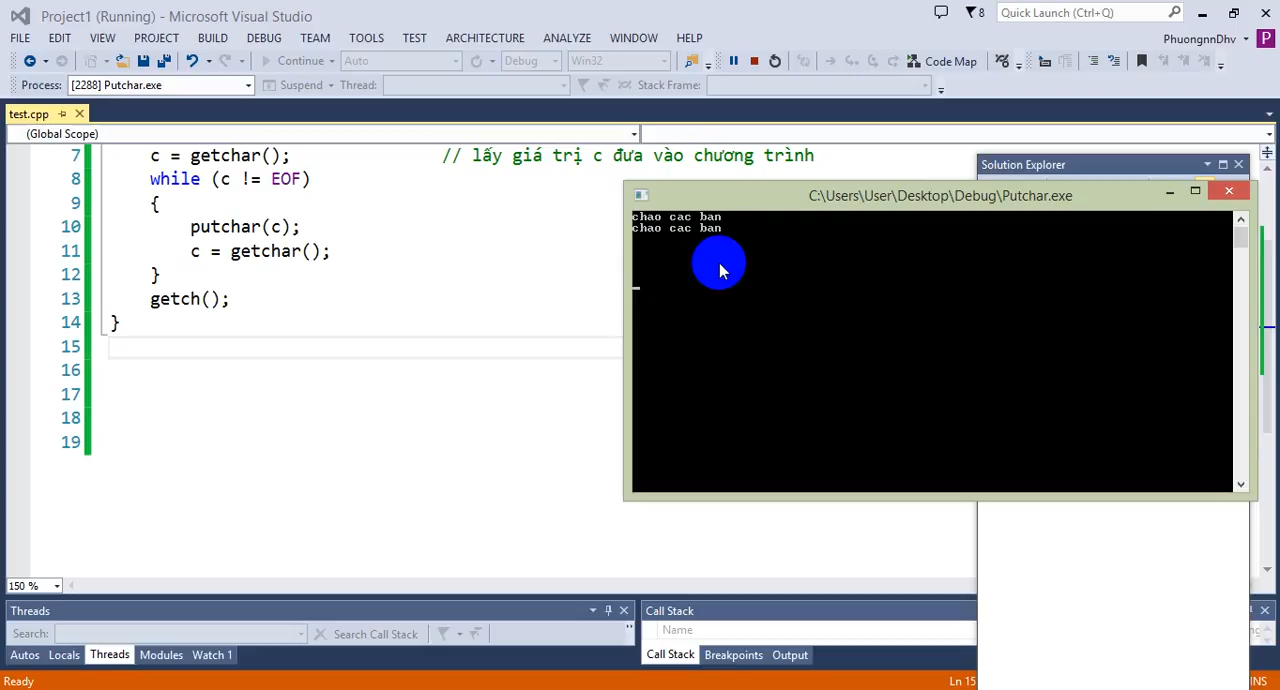 Project1 (Running) - Microsoft Visual Studio
8
Quick Launch (Ctrl+Q)
FILE EDIT VIEW PROJECT BUILD DEBUG TEAM TOOLS TEST ARCHITECTURE ANALYZE WINDOW HELP
PhuongnnDhv P
Continue Auto Debug Win32 Code Map
Process: [2288] Putchar.exe Suspend Thread: Stack Frame:
test.cpp
(Global Scope)
7 c = getchar(); // lấy giá trị c đưa vào chương trình
8 while (c != EOF)
9 {
10 putchar(c);
11 c = getchar();
12 }
13 getch();
14 }
15
16
17
18
19
Solution Explorer
C:\Users\User\Desktop\Debug\Putchar.exe
chao cac ban
chao cac ban
150 %
Threads
Search: Search Call Stack
Autos Locals Threads Modules Watch 1
Call Stack
Name
Call Stack Breakpoints Output
Ready
Ln 15
INS